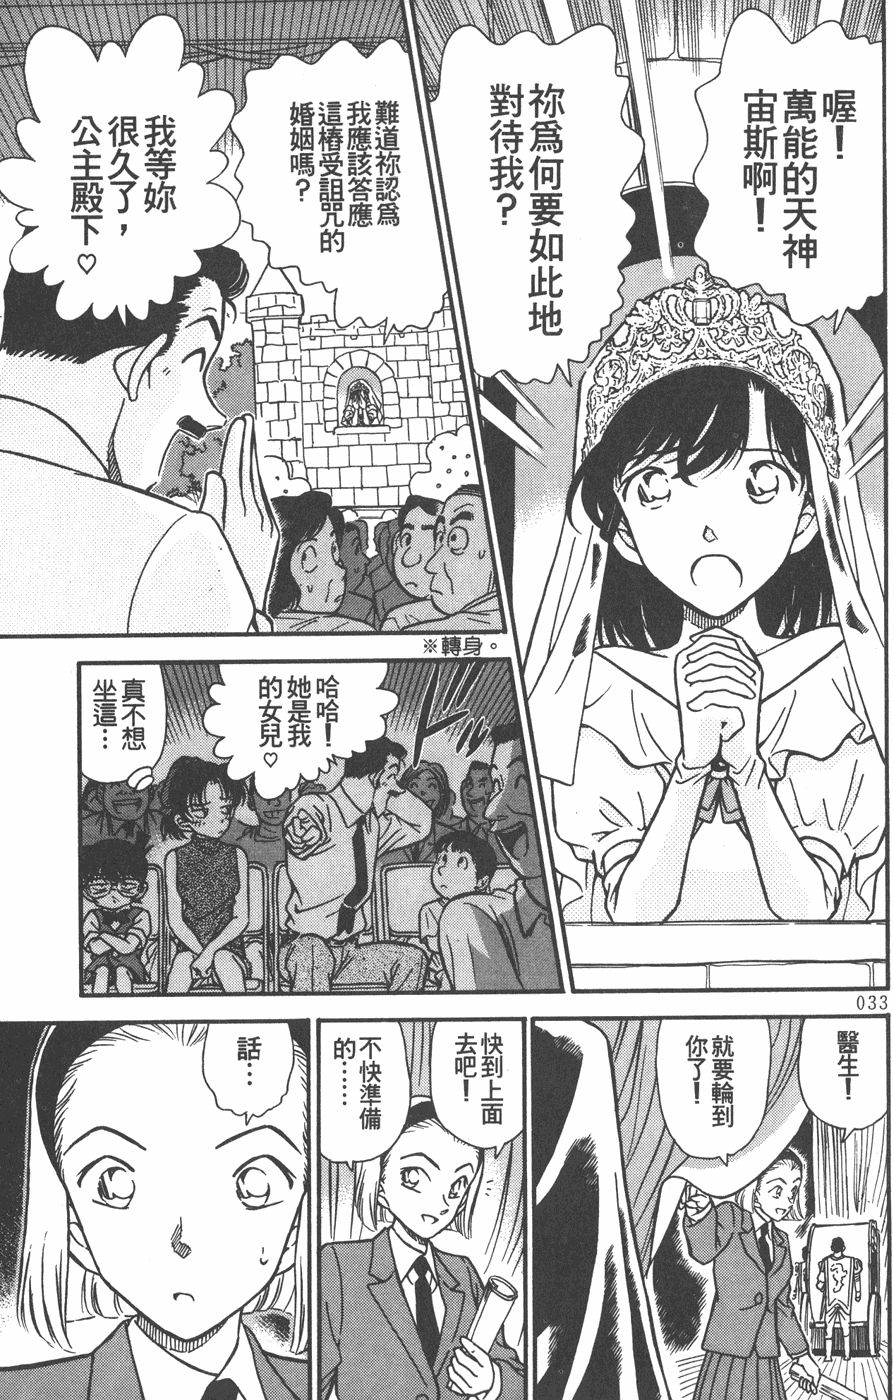 喔！
萬能的天神
宙斯啊！
祢為何要如此地
對待我？
難道祢認為
我應該答應
這樁受詛咒的
婚姻嗎？
我等妳
很久了，
公主殿下♡
※轉身。
哈哈！
她是我
的女兒♡
真不想
坐這…
033
醫生！
就要輪到
你了！
快到上面
去吧！
不快準備
的……
話…